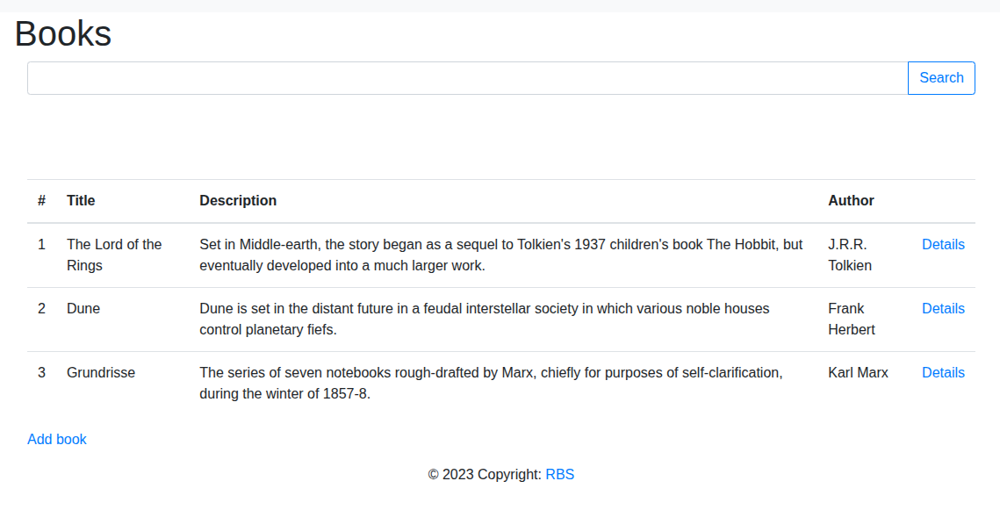 Books
Search
# Title Description Author
1 The Lord of the Set in Middle-earth, the story began as a sequel to Tolkien's 1937 children's book The Hobbit, but J.R.R. Details
Rings eventually developed into a much larger work. Tolkien
2 Dune Dune is set in the distant future in a feudal interstellar society in which various noble houses Frank Details
control planetary fiefs. Herbert
3 Grundrisse The series of seven notebooks rough-drafted by Marx, chiefly for purposes of self-clarification, Karl Marx Details
during the winter of 1857-8.
Add book
© 2023 Copyright: RBS